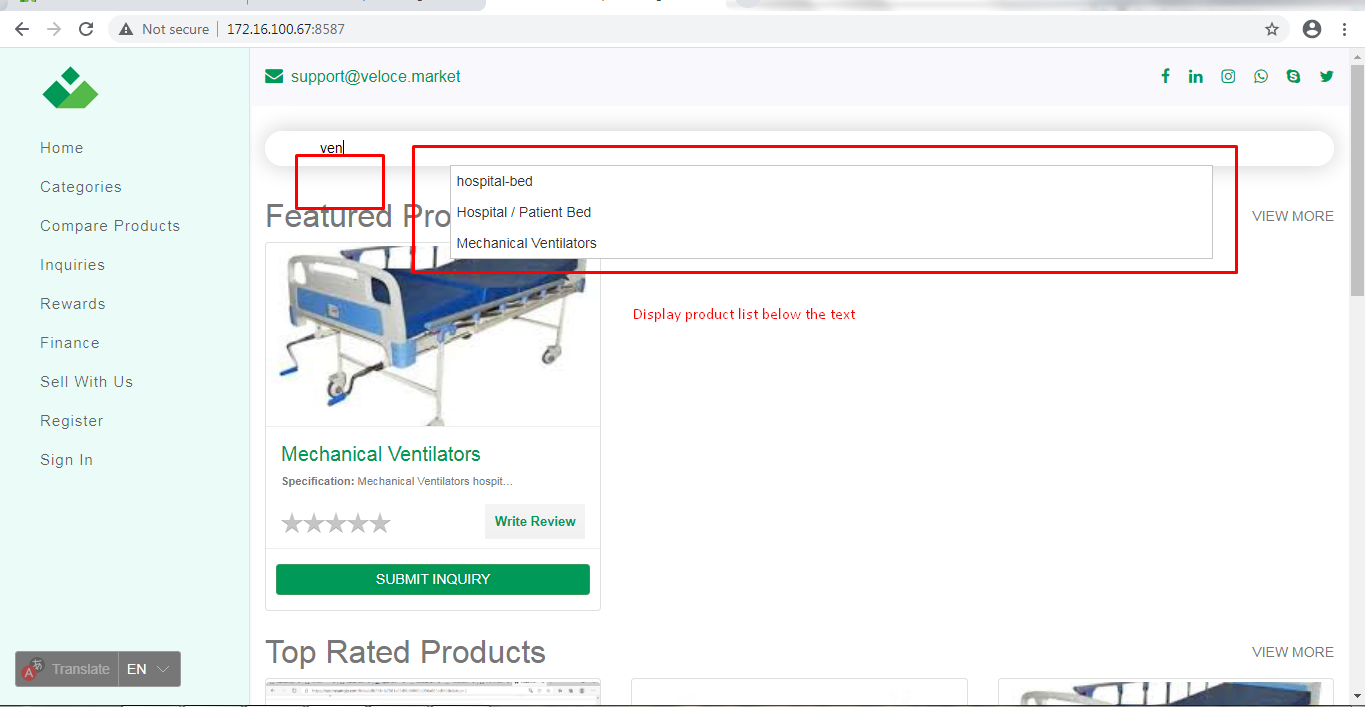 Not secure
172.16.100.67:8587
support@veloce.market
Home
Categories
Compare Products
Inquiries
Rewards
Finance
Sell With Us
Register
Sign In
ven
hospital-bed
Hospital / Patient Bed
Mechanical Ventilators
Featured Pro
VIEW MORE
Display product list below the text
Mechanical Ventilators
Specification: Mechanical Ventilators hospit...
Write Review
SUBMIT INQUIRY
Top Rated Products
VIEW MORE
Translate
EN